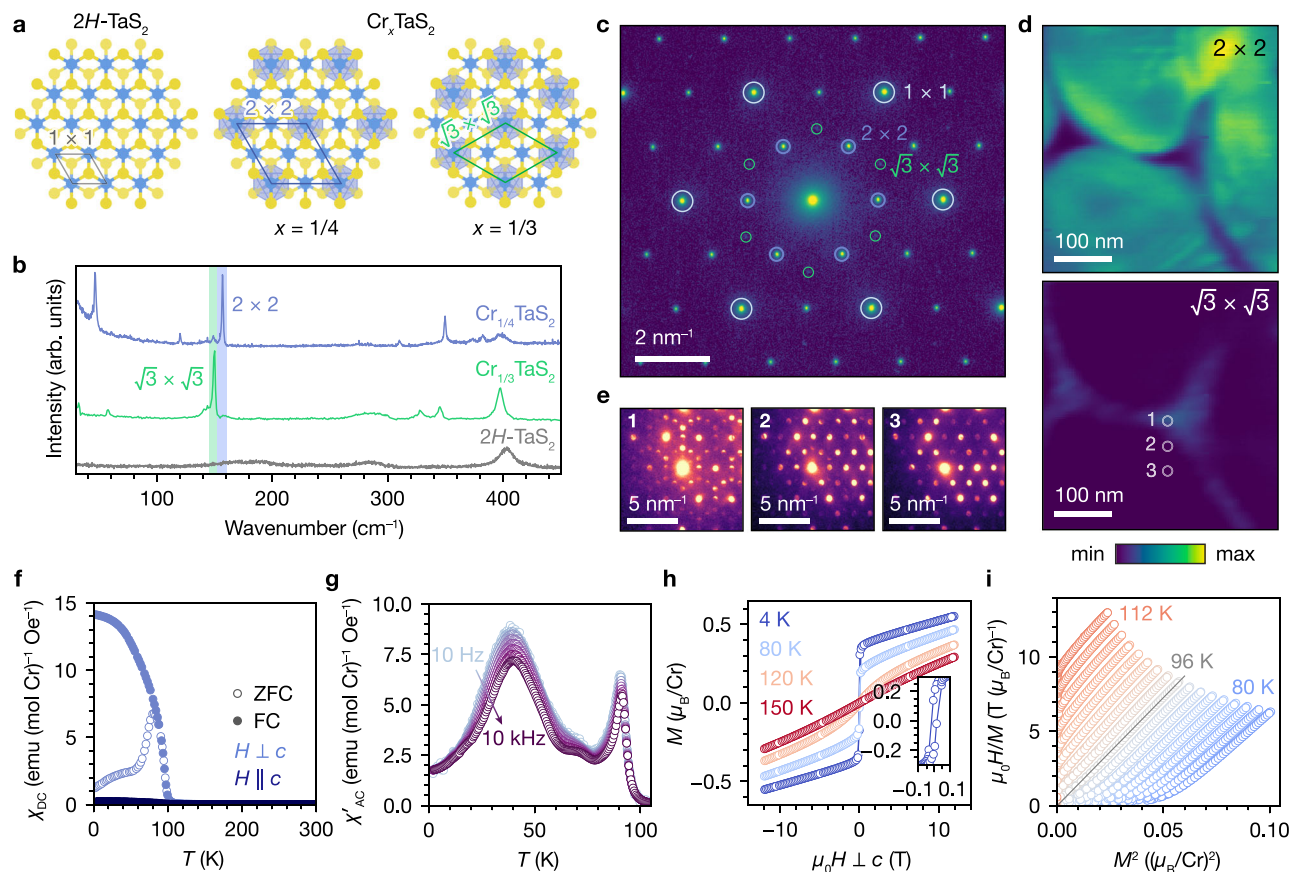 a
2H-TaS₂
CrₓTaS₂
1 × 1
2 × 2
√3 × √3
x = 1/4
x = 1/3
b
Intensity (arb. units)
2 × 2
Cr₁/₄TaS₂
√3 × √3
Cr₁/₃TaS₂
2H-TaS₂
100
200
300
400
Wavenumber (cm⁻¹)
c
1 × 1
2 × 2
√3 × √3
2 nm⁻¹
d
2 × 2
100 nm
√3 × √3
1
2
3
100 nm
min
max
e
1
5 nm⁻¹
2
5 nm⁻¹
3
5 nm⁻¹
f
χDC (emu (mol Cr)⁻¹ Oe⁻¹)
15
12
9
6
3
0
ZFC
FC
H ⊥ c
H ∥ c
0
100
200
300
T (K)
g
χ′AC (emu (mol Cr)⁻¹ Oe⁻¹)
10.0
7.5
5.0
2.5
0.0
10 Hz
10 kHz
0
50
100
T (K)
h
M (μB/Cr)
0.5
0.0
−0.5
4 K
80 K
120 K
150 K
0.2
0.0
−0.2
−0.1
0.1
−10
0
10
μ₀H ⊥ c (T)
i
μ₀H/M (T (μB/Cr)⁻¹)
15
10
5
0
112 K
96 K
80 K
0.00
0.05
0.10
M² ((μB/Cr)²)